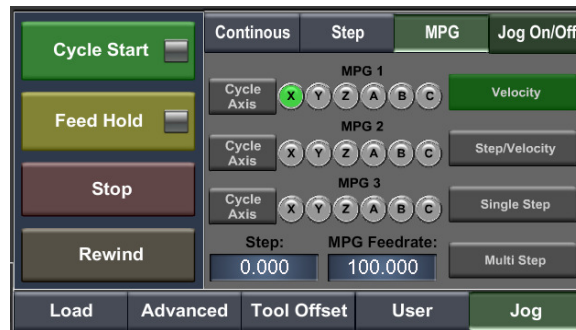 Cycle Start
Feed Hold
Stop
Rewind
Continous Step MPG Jog On/Off
MPG 1
Cycle
Axis X Y Z A B C
Velocity
MPG 2
Cycle
Axis X Y Z A B C
Step/Velocity
MPG 3
Cycle
Axis X Y Z A B C
Single Step
Step: MPG Feedrate:
0.000 100.000
Multi Step
Load Advanced Tool Offset User Jog